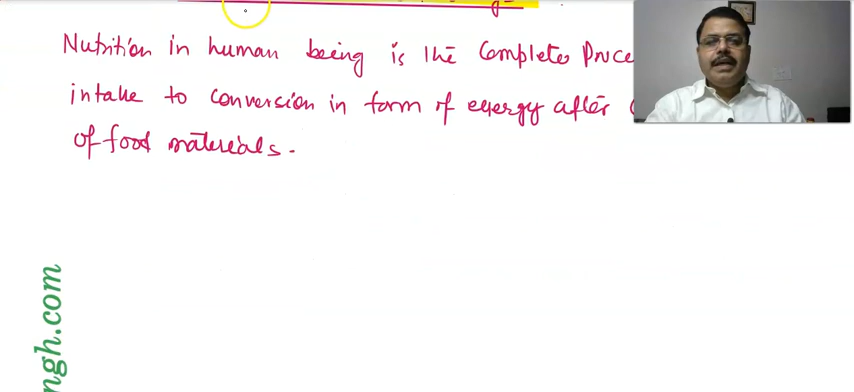 Nutrition in human being is the Complete
intake to conversion in form of energy after
of food materials.
ngh.com